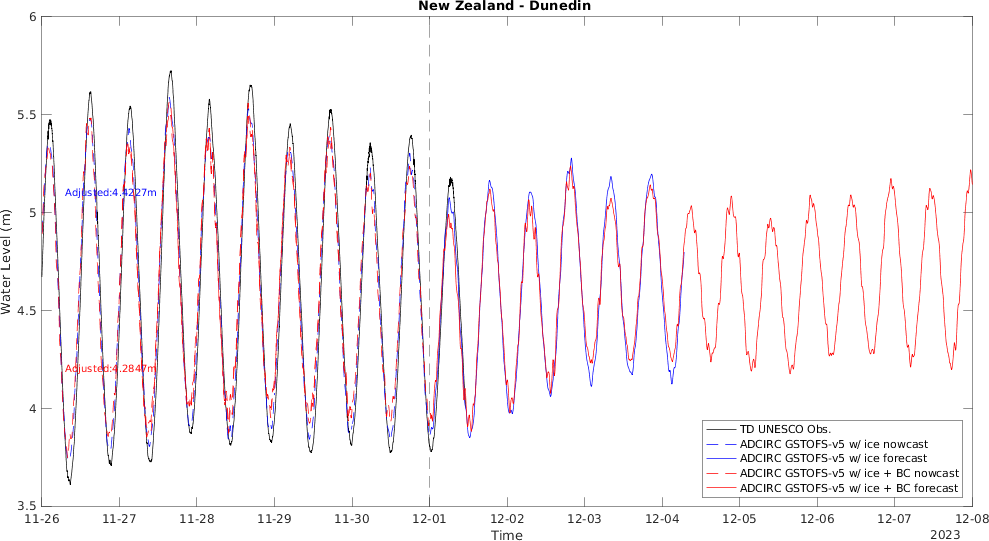 New Zealand - Dunedin
6
5.5
5
4.5
4
3.5
Water Level (m)
Adjusted:4.4227m
Adjusted:4.2847m
TD UNESCO Obs.
ADCIRC GSTOFS-v5 w/ ice nowcast
ADCIRC GSTOFS-v5 w/ ice forecast
ADCIRC GSTOFS-v5 w/ ice + BC nowcast
ADCIRC GSTOFS-v5 w/ ice + BC forecast
11-26 11-27 11-28 11-29 11-30 12-01 12-02 12-03 12-04 12-05 12-06 12-07 12-08
Time
2023